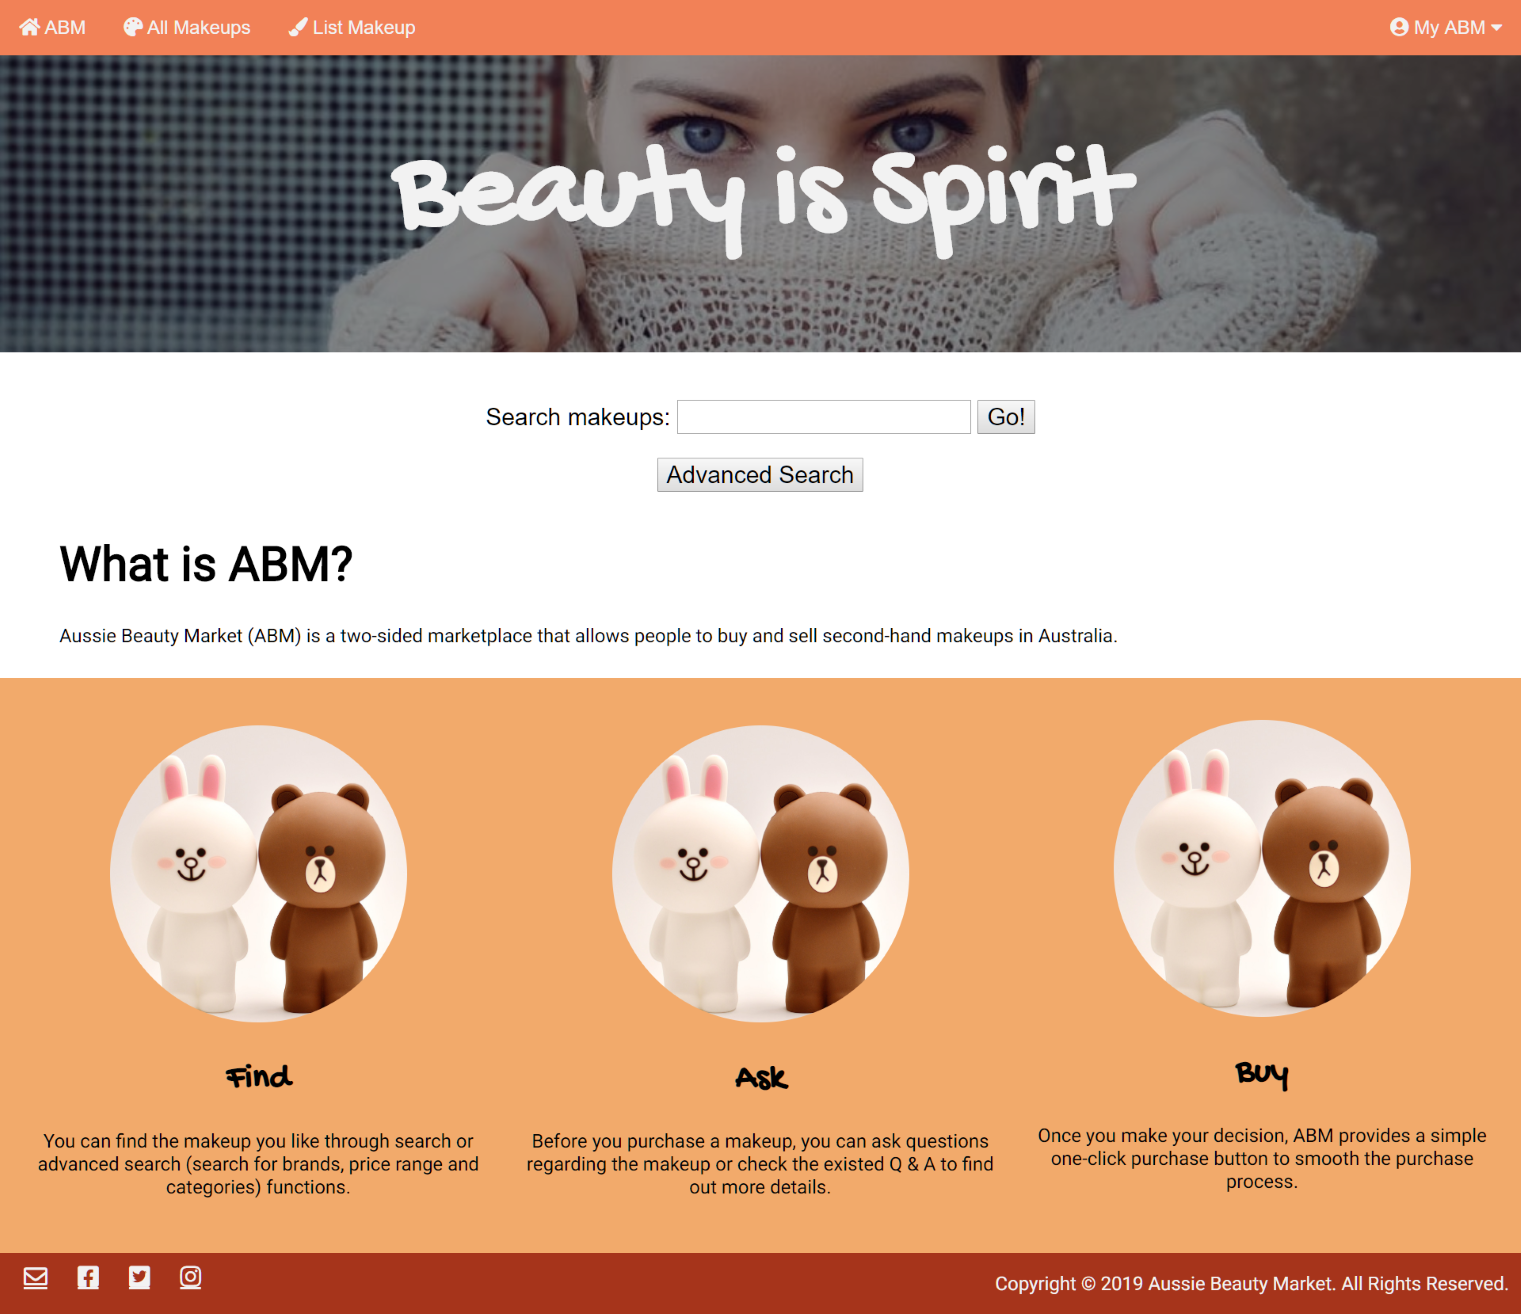 ABM All Makeups List Makeup My ABM
Beauty is Spirit
Search makeups: Go!
Advanced Search
What is ABM?
Aussie Beauty Market (ABM) is a two-sided marketplace that allows people to buy and sell second-hand makeups in Australia.
Find
You can find the makeup you like through search or
advanced search (search for brands, price range and
categories) functions.
Ask
Before you purchase a makeup, you can ask questions
regarding the makeup or check the existed Q & A to find
out more details.
Buy
Once you make your decision, ABM provides a simple
one-click purchase button to smooth the purchase
process.
Copyright © 2019 Aussie Beauty Market. All Rights Reserved.